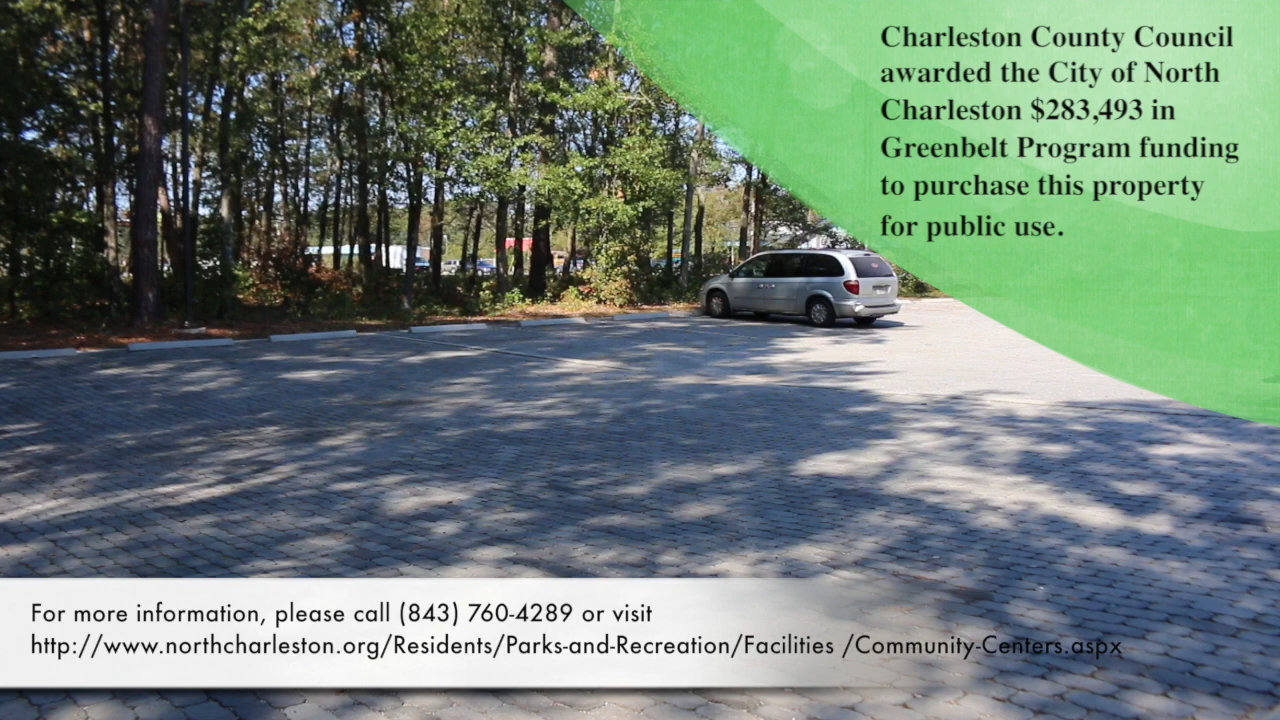 Charleston County Council
awarded the City of North
Charleston $283,493 in
Greenbelt Program funding
to purchase this property
for public use.
For more information, please call (843) 760-4289 or visit
http://www.northcharleston.org/Residents/Parks-and-Recreation/Facilities /Community-Centers.aspx